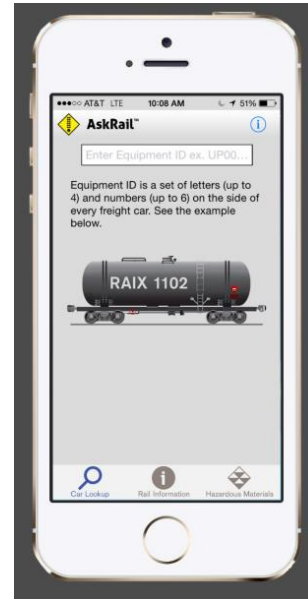 ●●●○○ AT&T LTE 10:08 AM 51%
AskRail™
Enter Equipment ID ex. UP00...
Equipment ID is a set of letters (up to
4) and numbers (up to 6) on the side of
every freight car. See the example
below.
RAIX 1102
Car Lookup Rail Information Hazardous Materials